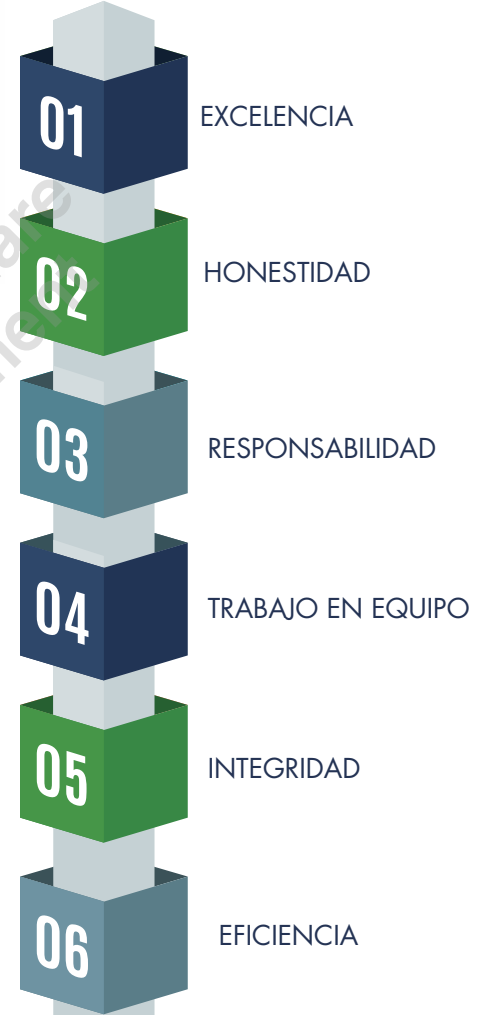 01
EXCELENCIA
02
HONESTIDAD
03
RESPONSABILIDAD
04
TRABAJO EN EQUIPO
05
INTEGRIDAD
06
EFICIENCIA